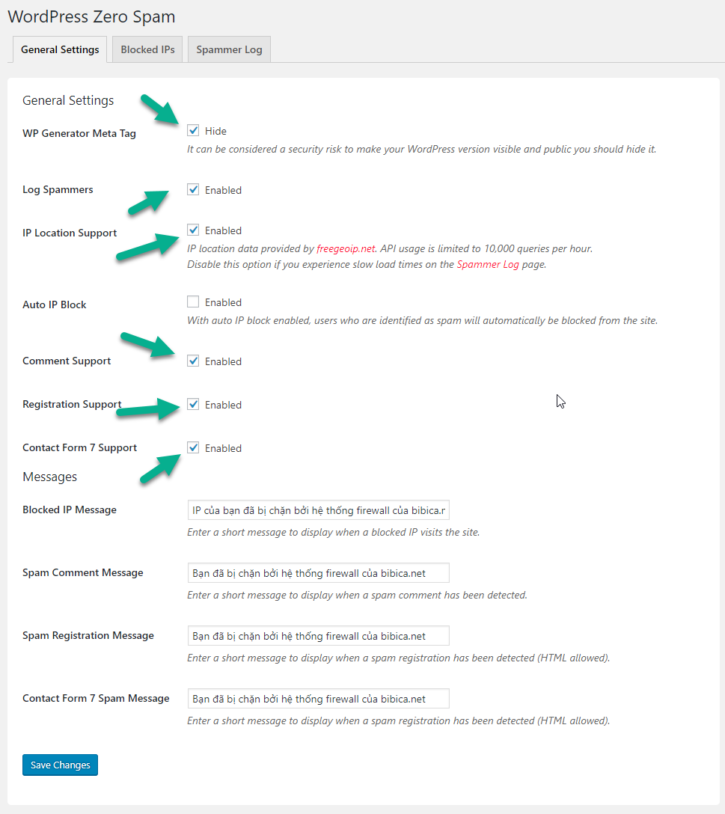 WordPress Zero Spam
General Settings
Blocked IPs
Spammer Log
General Settings
WP Generator Meta Tag
Hide
It can be considered a security risk to make your WordPress version visible and public you should hide it.
Log Spammers
Enabled
IP Location Support
Enabled
IP location data provided by freegeoip.net. API usage is limited to 10,000 queries per hour.
Disable this option if you experience slow load times on the Spammer Log page.
Auto IP Block
Enabled
With auto IP block enabled, users who are identified as spam will automatically be blocked from the site.
Comment Support
Enabled
Registration Support
Enabled
Contact Form 7 Support
Enabled
Messages
Blocked IP Message
IP của bạn đã bị chặn bởi hệ thống firewall của bibica.r
Enter a short message to display when a blocked IP visits the site.
Spam Comment Message
Bạn đã bị chặn bởi hệ thống firewall của bibica.net
Enter a short message to display when a spam comment has been detected.
Spam Registration Message
Bạn đã bị chặn bởi hệ thống firewall của bibica.net
Enter a short message to display when a spam registration has been detected (HTML allowed).
Contact Form 7 Spam Message
Bạn đã bị chặn bởi hệ thống firewall của bibica.net
Enter a short message to display when a spam registration has been detected (HTML allowed).
Save Changes